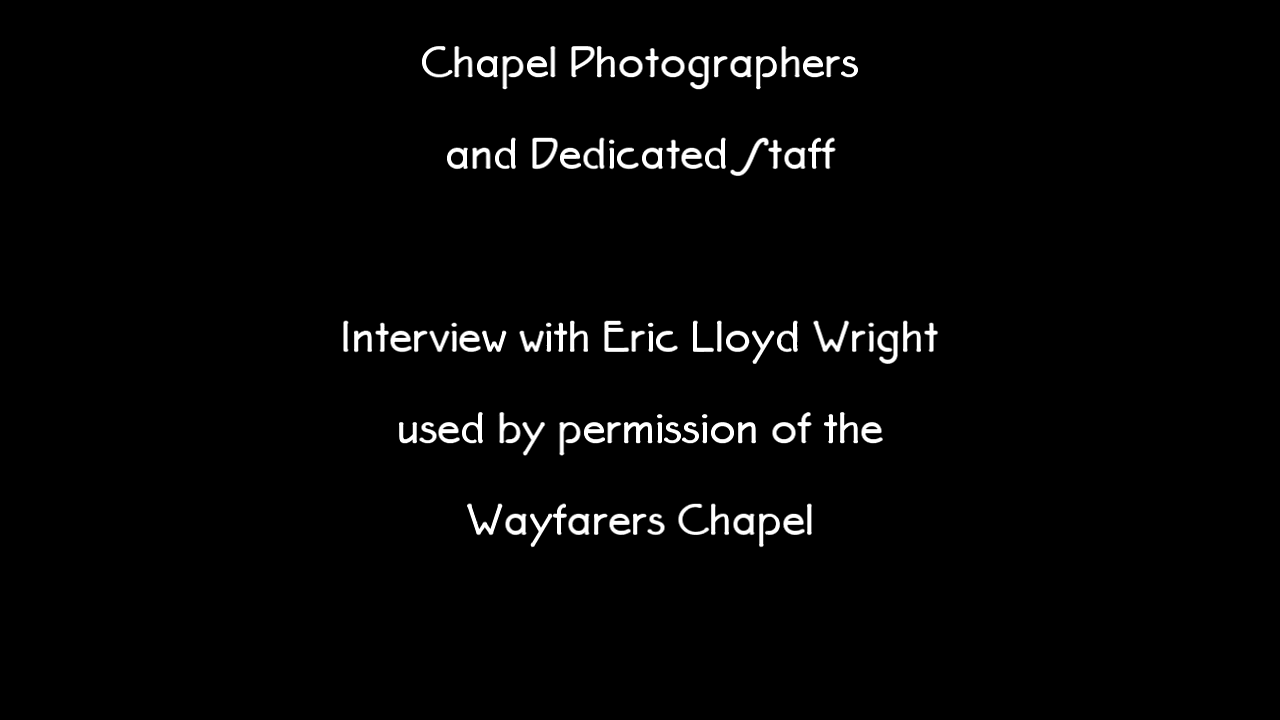 Chapel Photographers
and Dedicated Staff
Interview with Eric Lloyd Wright
used by permission of the
Wayfarers Chapel